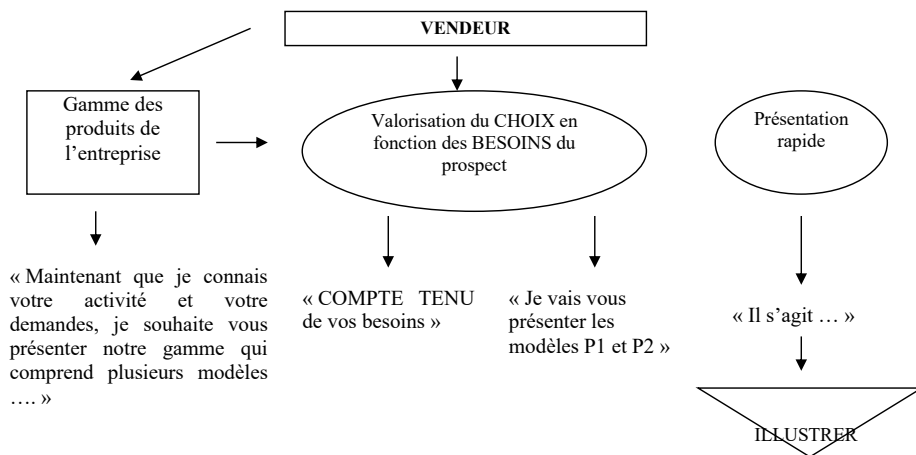 VENDEUR
Gamme des
produits de
l’entreprise
Valorisation du CHOIX en
fonction des BESOINS du
prospect
Présentation
rapide
« Maintenant que je connais
votre activité et votre
demandes, je souhaite vous
présenter notre gamme qui
comprend plusieurs modèles
…. »
« COMPTE TENU
de vos besoins »
« Je vais vous
présenter les
modèles P1 et P2 »
« Il s’agit … »
ILLUSTRER